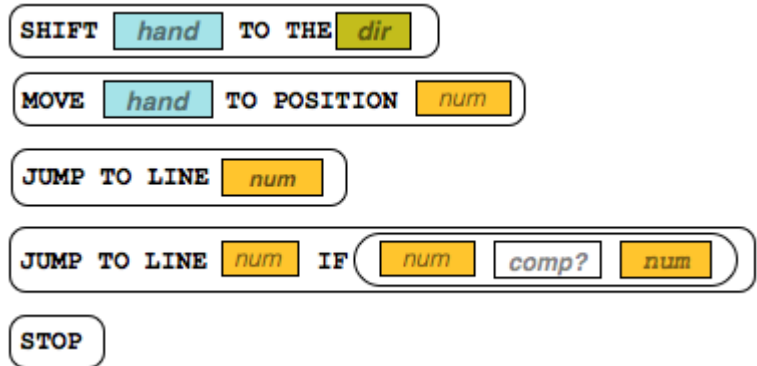 SHIFT hand TO THE dir
MOVE hand TO POSITION num
JUMP TO LINE num
JUMP TO LINE num IF num comp? num
STOP